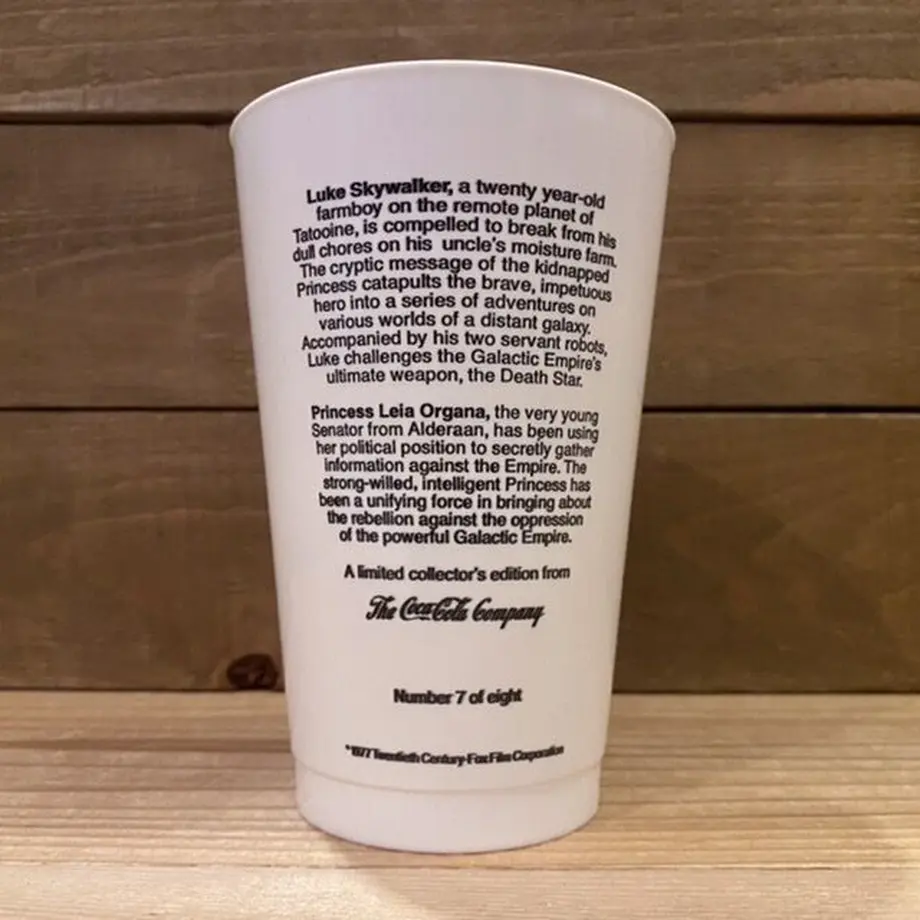 Luke Skywalker, a twenty year-old
farmboy on the remote planet of
Tatooine, is compelled to break from his
dull chores on his uncle's moisture farm.
The cryptic message of the kidnapped
Princess catapults the brave, impetuous
hero into a series of adventures on
various worlds of a distant galaxy.
Accompanied by his two servant robots,
Luke challenges the Galactic Empire's
ultimate weapon, the Death Star.
Princess Leia Organa, the very young
Senator from Alderaan, has been using
her political position to secretly gather
information against the Empire. The
strong-willed, intelligent Princess has
been a unifying force in bringing about
the rebellion against the oppression
of the powerful Galactic Empire.
A limited collector's edition from
The Coca-Cola Company
Number 7 of eight
©1977 Twentieth Century-Fox Film Corporation